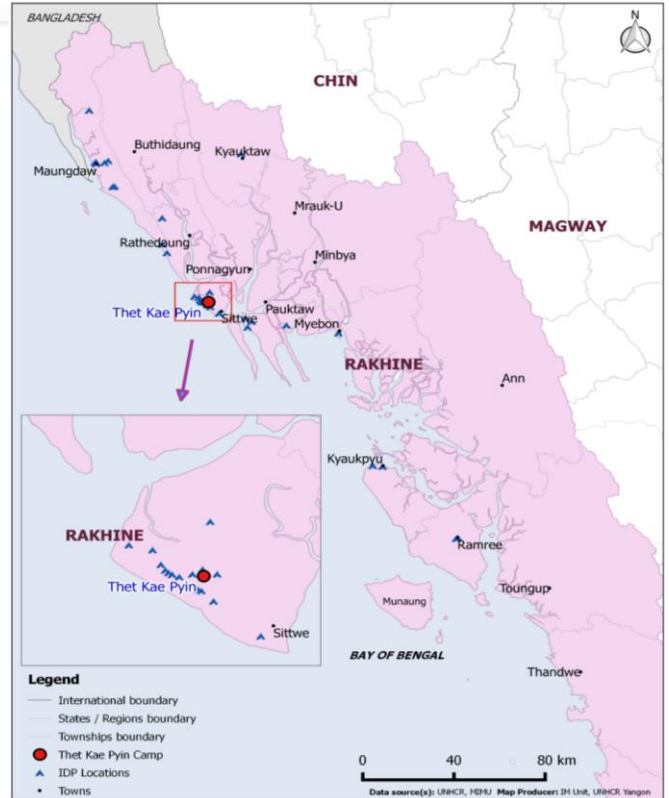 BANGLADESH
N
CHIN
Buthidaung
Kyauktaw
Maungdaw
Mrauk-U
MAGWAY
Rathedaung
Minbya
Ponnagyun
Thet Kae Pyin
Sittwe
Pauktaw
Myebon
RAKHINE
Ann
Kyaukpyu
RAKHINE
Thet Kae Pyin
Sittwe
Ramree
Toungup
Munaung
BAY OF BENGAL
Thandwe
Legend
International boundary
States / Regions boundary
Townships boundary
Thet Kae Pyin Camp
IDP Locations
Towns
0 40 80 km
Data source(s): UNHCR, MIMU Map Producer: IM Unit, UNHCR Yangon